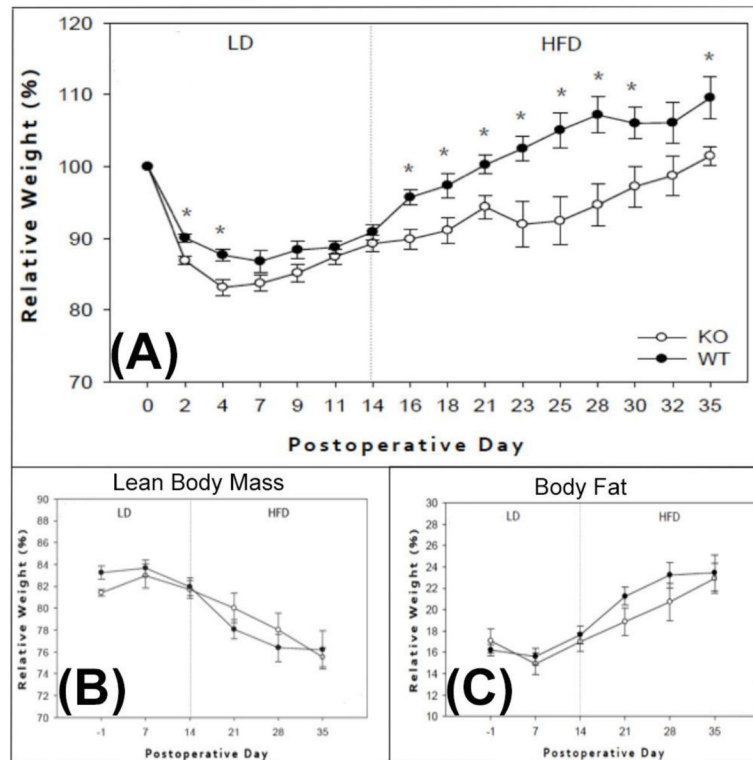 120
110
100
90
80
70
Relative Weight (%)
LD
HFD
* * * * * * * * * * *
KO
WT
(A)
0 2 4 7 9 11 14 16 18 21 23 25 28 30 32 35
Postoperative Day
Lean Body Mass
90
88
86
84
82
80
78
76
74
72
70
Relative Weight (%)
LD
HFD
(B)
-1 7 14 21 28 35
Postoperative Day
Body Fat
30
28
26
24
22
20
18
16
14
12
10
Relative Weight (%)
LD
HFD
(C)
-1 7 14 21 28 35
Postoperative Day